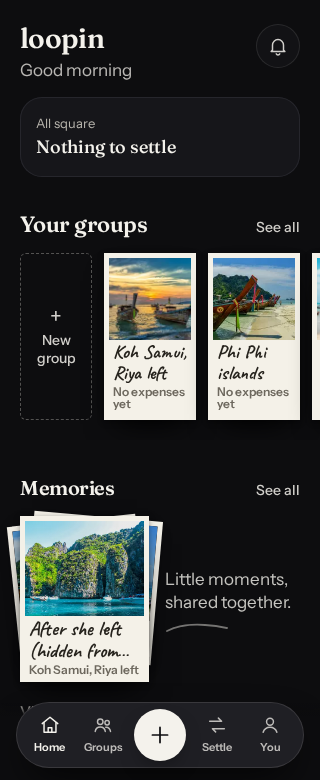 loopin
Good morning
All square
Nothing to settle
Your groups
See all
+
New
group
Koh Samui,
Riya left
No expenses
yet
Phi Phi
islands
No expenses
yet
Memories
See all
After she left
(hidden from...
Koh Samui, Riya left
Little moments,
shared together.
Home
Groups
+
Settle
You